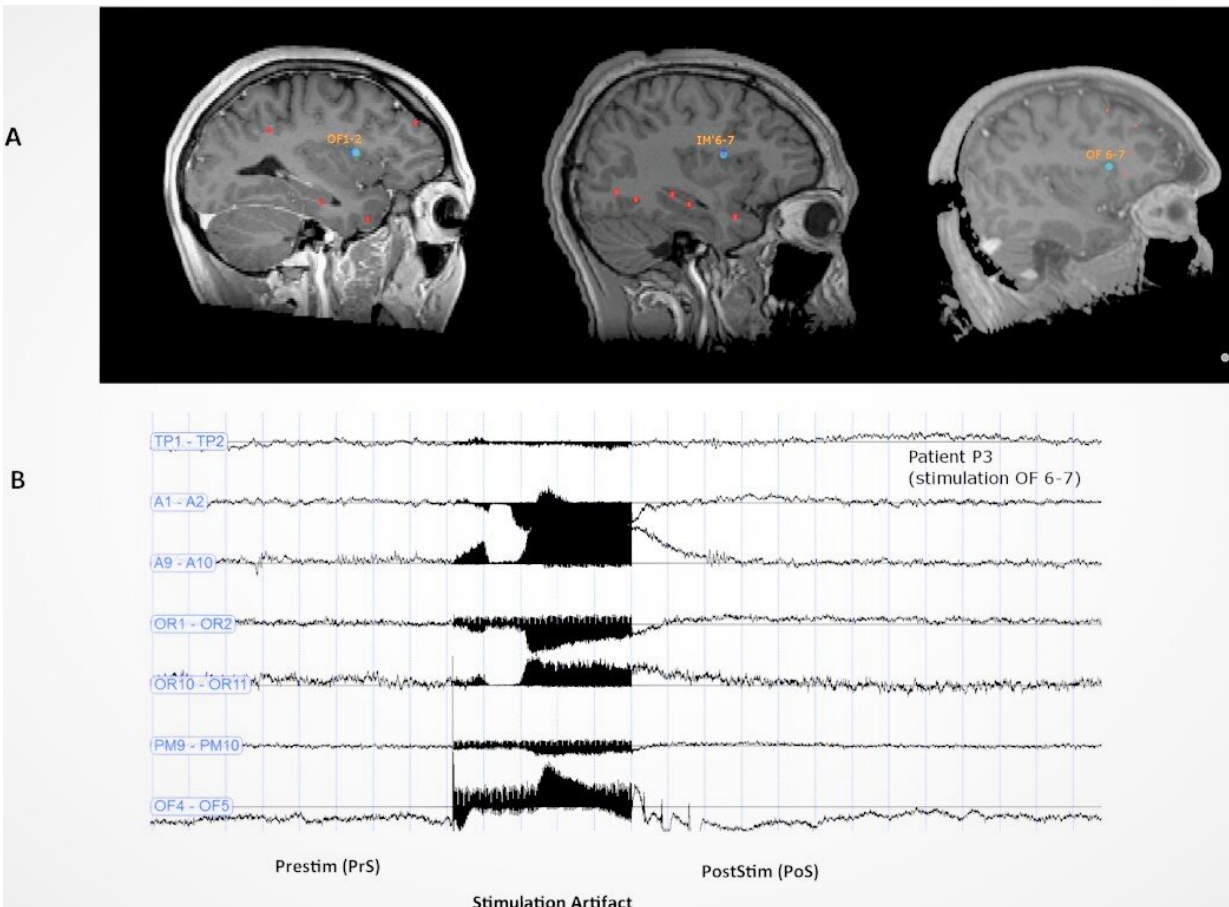 A
OF1-2
IM'6-7
OF 6-7
B
TP1 - TP2
Patient P3
(stimulation OF 6-7)
A1 - A2
A9 - A10
OR1 - OR2
OR10 - OR11
PM9 - PM10
OF4 - OF5
Prestim (PrS)
PostStim (PoS)
Stimulation Artifact